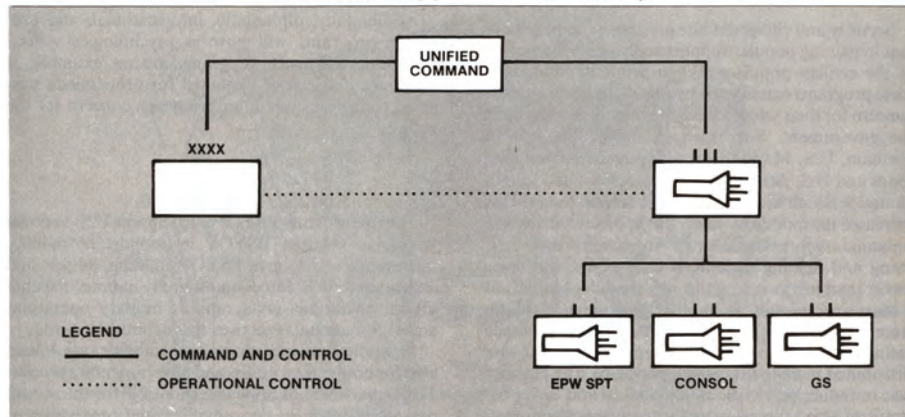 UNIFIED
COMMAND
XXXX
LEGEND
COMMAND AND CONTROL
OPERATIONAL CONTROL
EPW SPT
CONSOL
GS